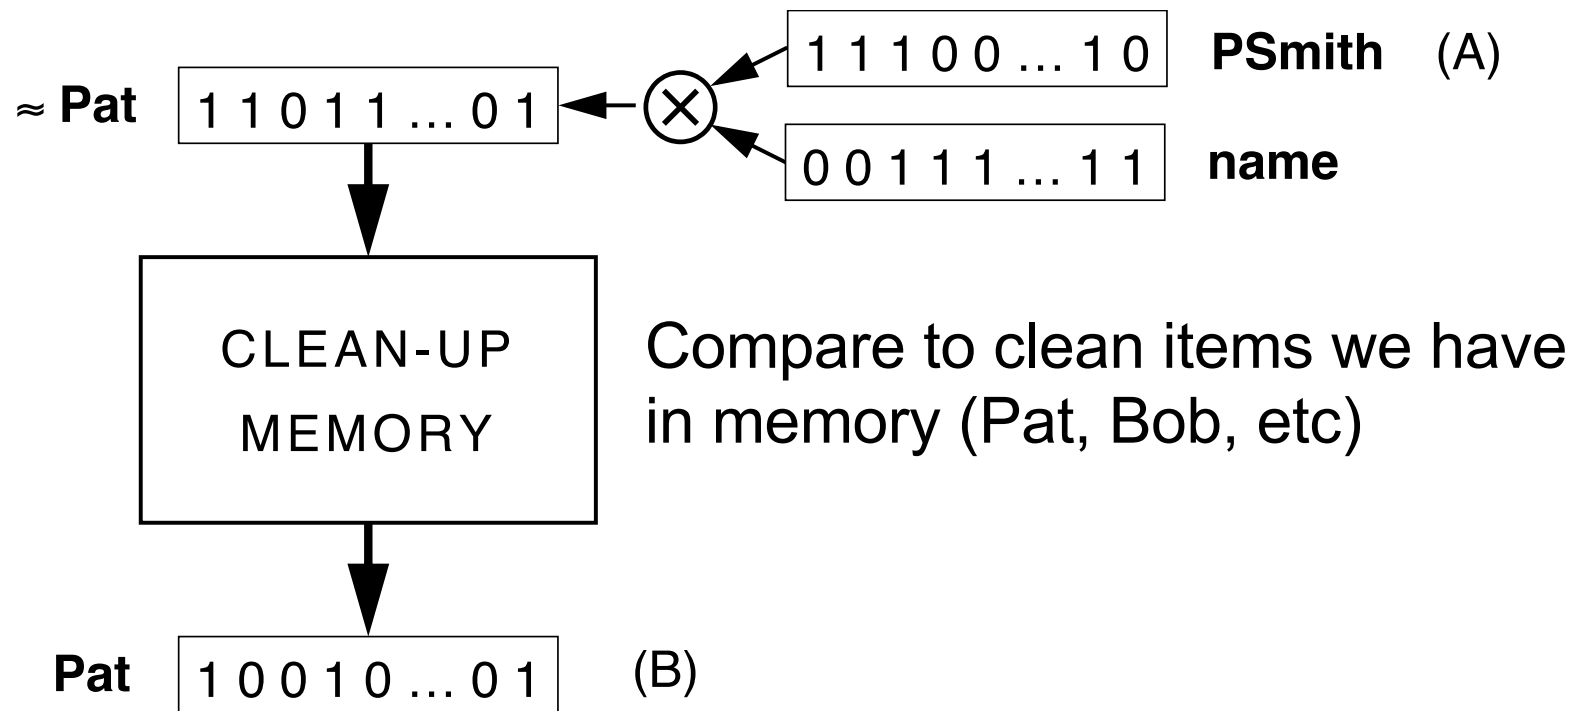 1 1 1 0 0 ... 1 0 PSmith (A)
≈ Pat 1 1 0 1 1 ... 0 1
0 0 1 1 1 ... 1 1 name
CLEAN-UP
MEMORY
Compare to clean items we have
in memory (Pat, Bob, etc)
Pat 1 0 0 1 0 ... 0 1 (B)